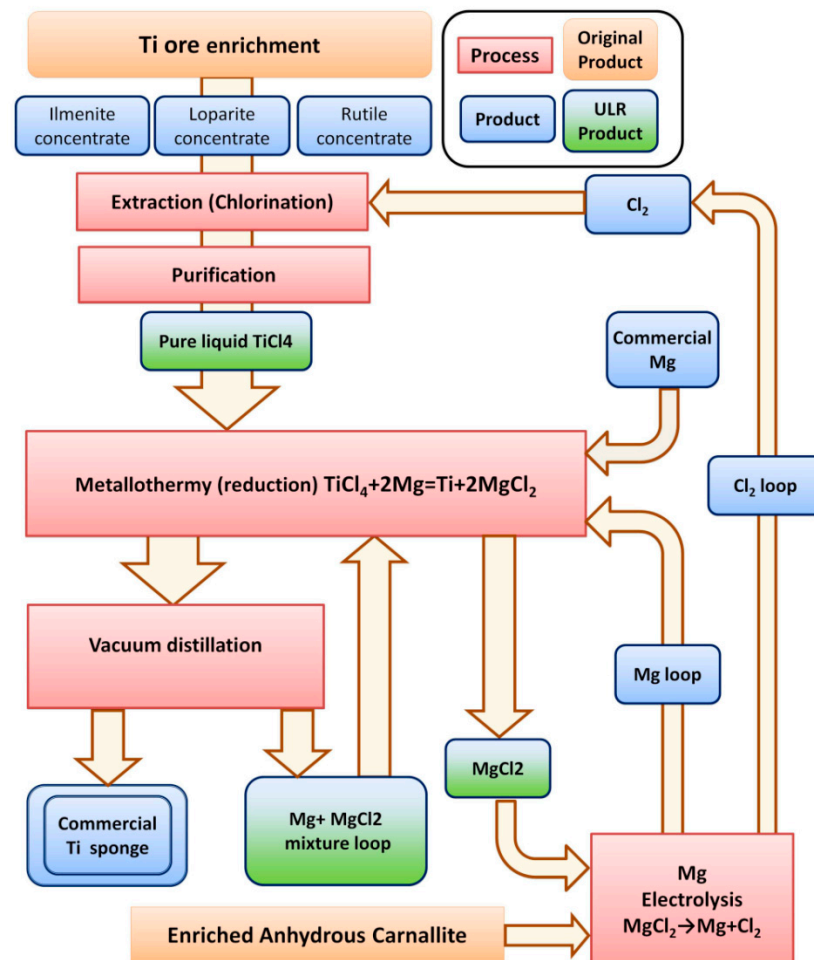 Ti ore enrichment
Process
Original
Product
Product
ULR
Product
Ilmenite
concentrate
Loparite
concentrate
Rutile
concentrate
Extraction (Chlorination)
Cl₂
Purification
Pure liquid TiCl4
Commercial
Mg
Metallothermy (reduction) TiCl₄+2Mg=Ti+2MgCl₂
Cl₂ loop
Vacuum distillation
Mg loop
MgCl2
Commercial
Ti sponge
Mg+ MgCl2
mixture loop
Mg
Electrolysis
MgCl₂→Mg+Cl₂
Enriched Anhydrous Carnallite